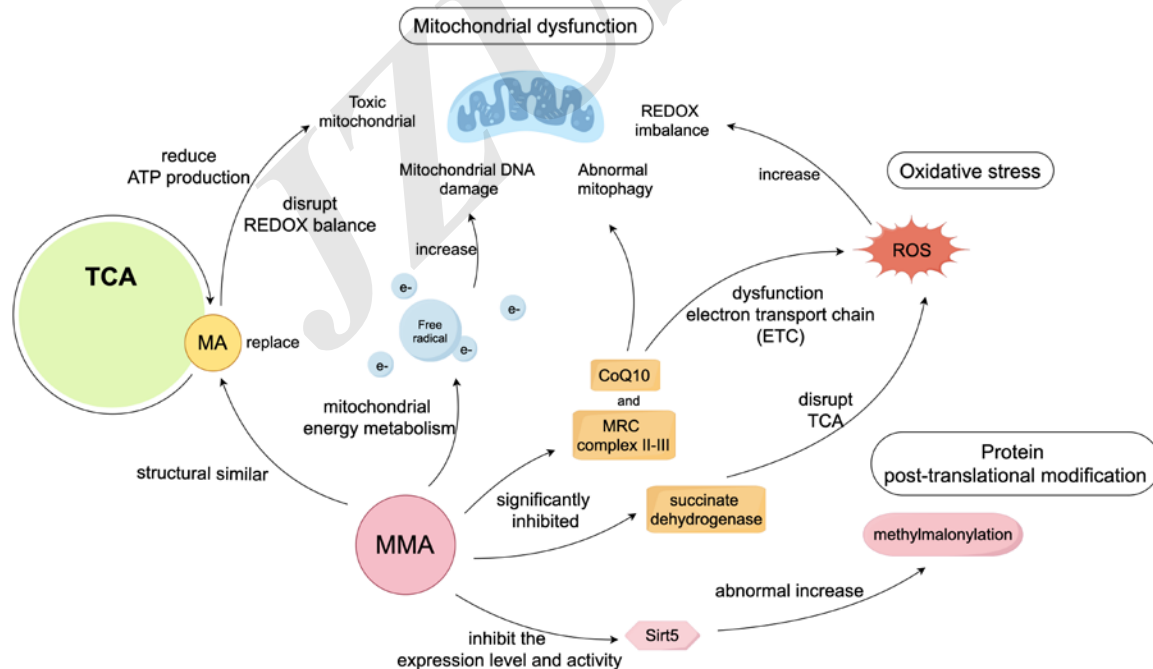 Mitochondrial dysfunction
Toxic
mitochondrial
REDOX
imbalance
reduce
ATP production
Mitochondrial DNA
damage
Abnormal
mitophagy
increase
Oxidative stress
disrupt
REDOX balance
increase
ROS
TCA
e-
e-
Free
radical
e-
e-
MA
replace
dysfunction
electron transport chain
(ETC)
CoQ10
and
MRC
complex II-III
mitochondrial
energy metabolism
disrupt
TCA
Protein
post-translational modification
structural similar
significantly
inhibited
succinate
dehydrogenase
methylmalonylation
MMA
abnormal increase
Sirt5
inhibit the
expression level and activity